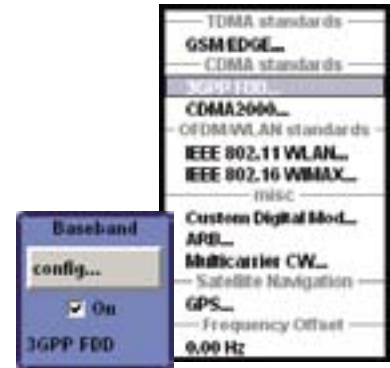 TDMA standards
GSM/EDGE...
CDMA standards
3GPP FDD...
CDMA2000...
OFDM/WLAN standards
IEEE 802.11 WLAN...
IEEE 802.16 WIMAX...
misc
Custom Digital Mod...
ARB...
Multicarrier CW...
Satellite Navigation
GPS...
Frequency Offset
0.00 Hz
Baseband
config...
On
3GPP FDD